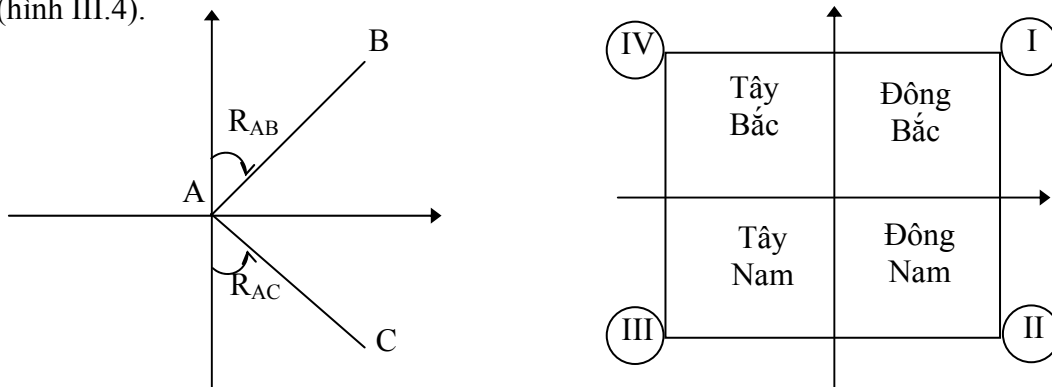 (hình III.4).
B
R_AB
A
R_AC
C
IV
I
Tây
Bắc
Đông
Bắc
Tây
Nam
Đông
Nam
III
II